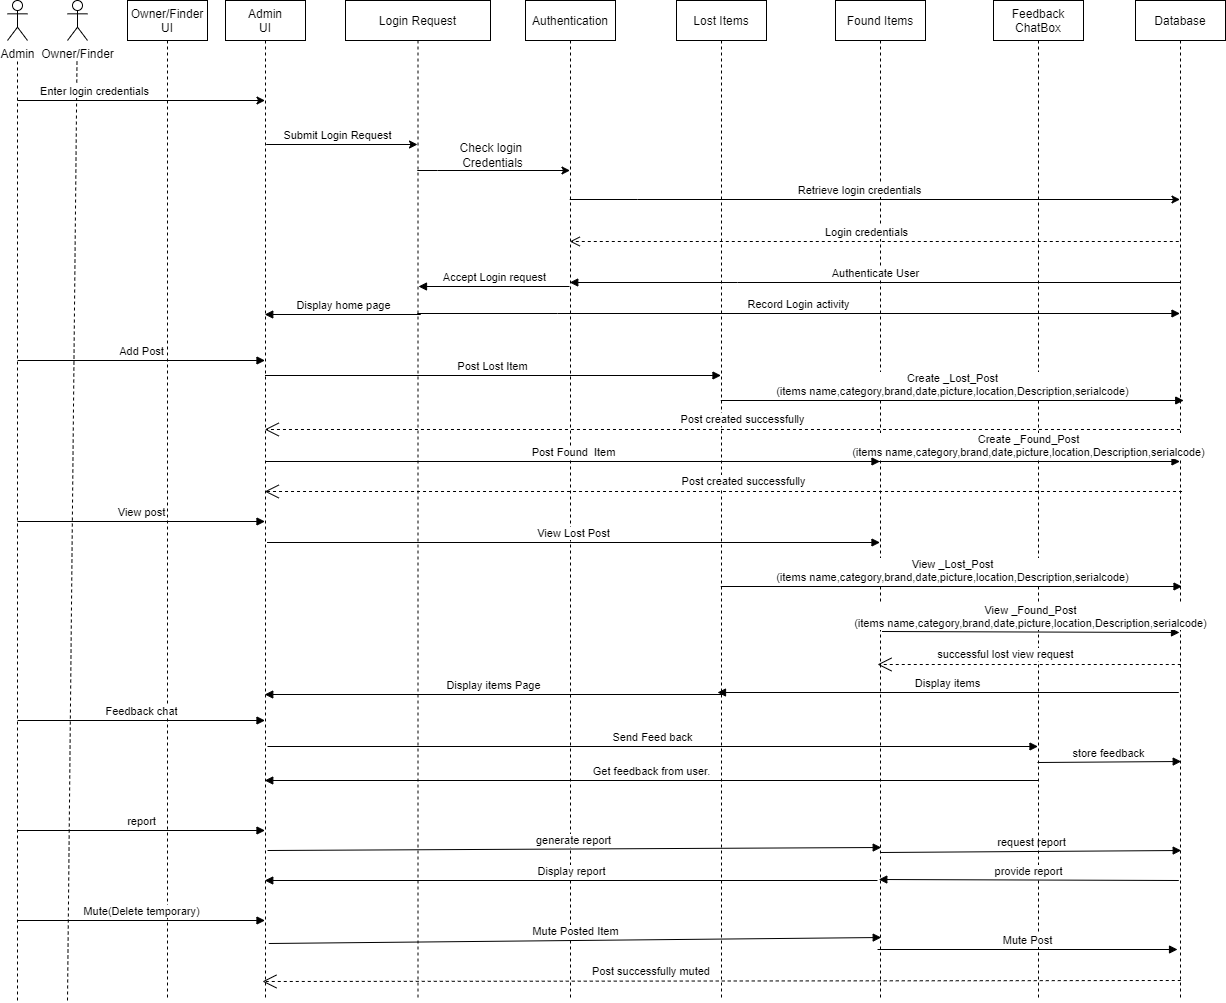 Admin
Owner/Finder
Owner/Finder
UI
Admin
UI
Login Request
Authentication
Lost Items
Found Items
Feedback
ChatBox
Database
Enter login credentials
Submit Login Request
Check login
Credentials
Retrieve login credentials
Login credentials
Authenticate User
Accept Login request
Display home page
Record Login activity
Add Post
Post Lost Item
Create _Lost_Post
(items name,category,brand,date,picture,location,Description,serialcode)
Post created successfully
Create _Found_Post
Post Found  Item
(items name,category,brand,date,picture,location,Description,serialcode)
Post created successfully
View post
View Lost Post
View _Lost_Post
(items name,category,brand,date,picture,location,Description,serialcode)
View _Found_Post
(items name,category,brand,date,picture,location,Description,serialcode)
successful lost view request
Display items Page
Display items
Feedback chat
Send Feed back
store feedback
Get feedback from user.
report
generate report
request report
Display report
provide report
Mute(Delete temporary)
Mute Posted Item
Mute Post
Post successfully muted